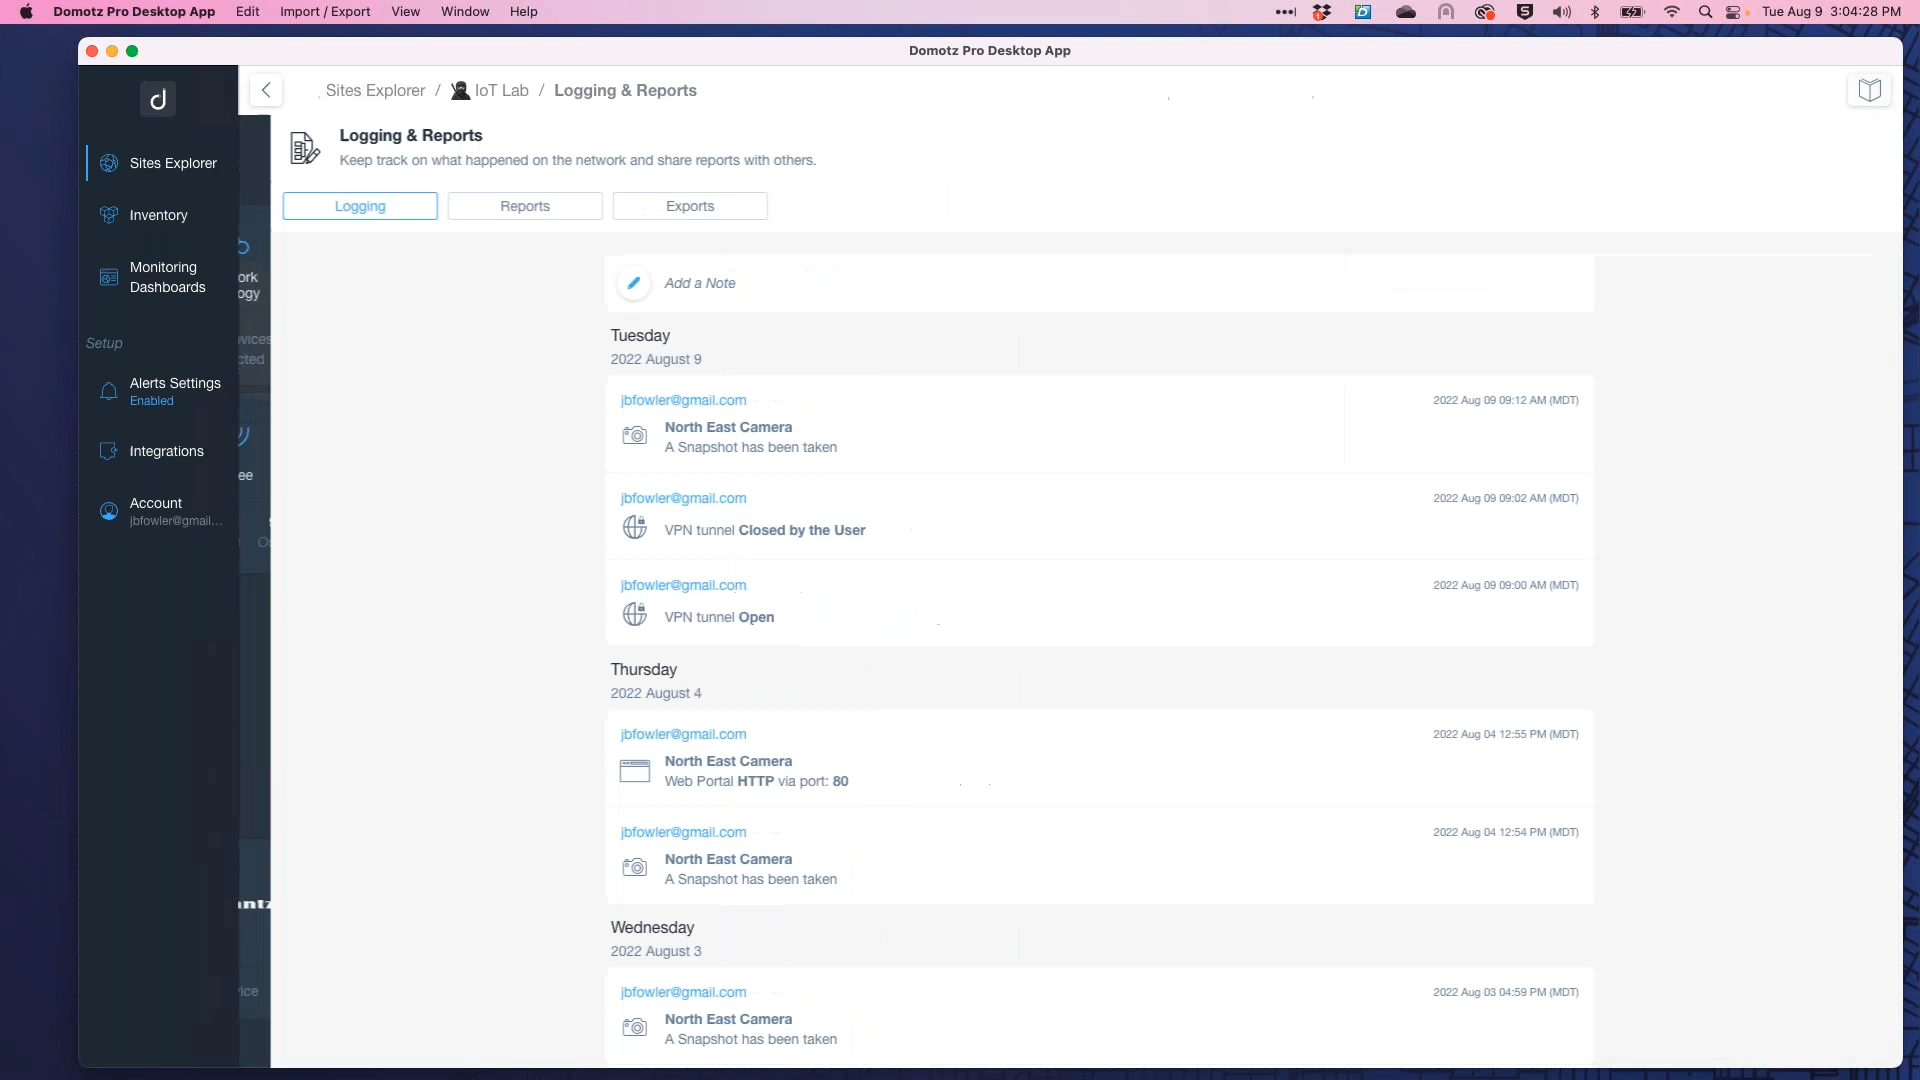 Domotz Pro Desktop App Edit Import / Export View Window Help Tue Aug 9 3:04:28 PM
Domotz Pro Desktop App
Sites Explorer / IoT Lab / Logging & Reports
Logging & Reports
Keep track on what happened on the network and share reports with others.
Logging Reports Exports
Sites Explorer
Inventory
Monitoring
Dashboards
Setup
Alerts Settings
Enabled
Integrations
Account
jbfowler@gmail...
ork
ogy
vices
cted
ee
antz
vice
Add a Note
Tuesday
2022 August 9
jbfowler@gmail.com 2022 Aug 09 09:12 AM (MDT)
North East Camera
A Snapshot has been taken
jbfowler@gmail.com 2022 Aug 09 09:02 AM (MDT)
VPN tunnel Closed by the User
jbfowler@gmail.com 2022 Aug 09 09:00 AM (MDT)
VPN tunnel Open
Thursday
2022 August 4
jbfowler@gmail.com 2022 Aug 04 12:55 PM (MDT)
North East Camera
Web Portal HTTP via port: 80
jbfowler@gmail.com 2022 Aug 04 12:54 PM (MDT)
North East Camera
A Snapshot has been taken
Wednesday
2022 August 3
jbfowler@gmail.com 2022 Aug 03 04:59 PM (MDT)
North East Camera
A Snapshot has been taken